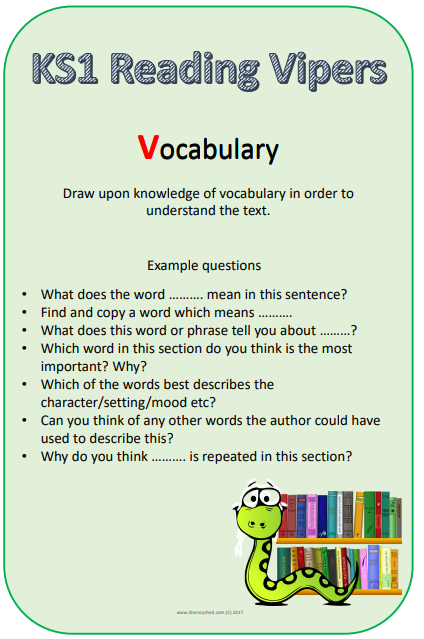 KS1 Reading Vipers
Vocabulary
Draw upon knowledge of vocabulary in order to
understand the text.
Example questions
• What does the word .......... mean in this sentence?
• Find and copy a word which means ..........
• What does this word or phrase tell you about .........?
• Which word in this section do you think is the most
important? Why?
• Which of the words best describes the
character/setting/mood etc?
• Can you think of any other words the author could have
used to describe this?
• Why do you think .......... is repeated in this section?
www.literacyshed.com (C) 2017